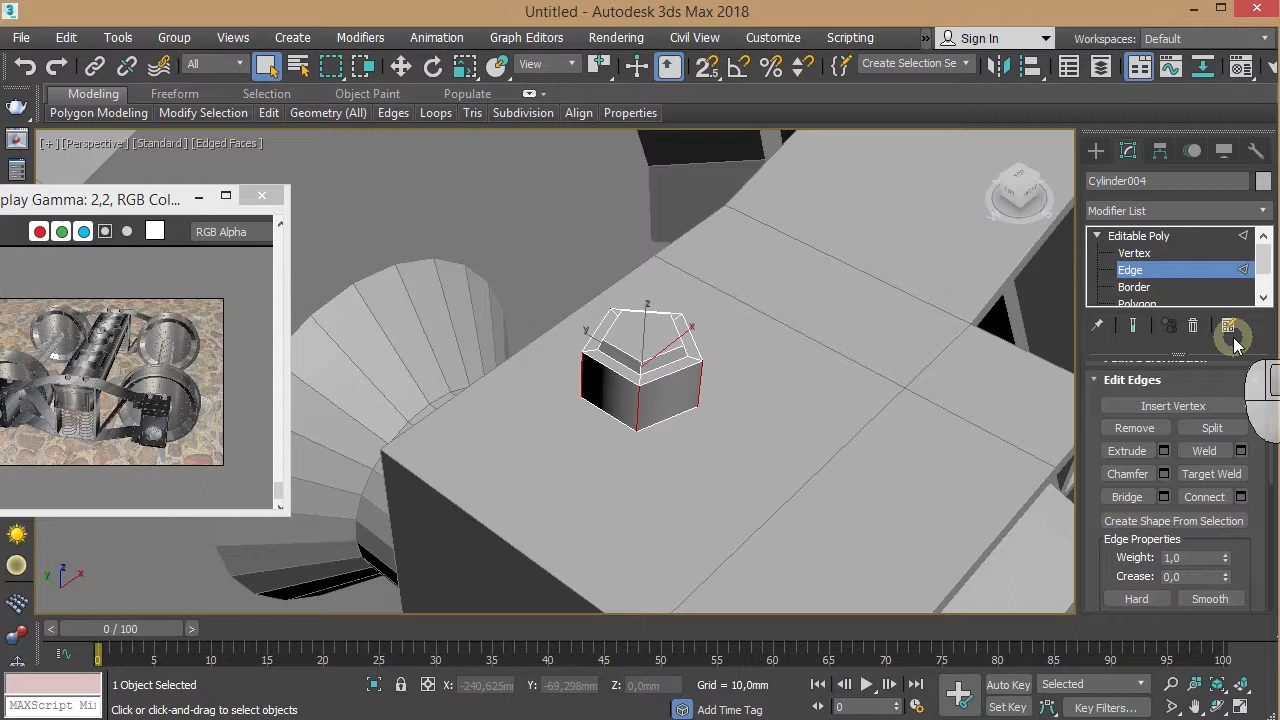 Untitled - Autodesk 3ds Max 2018
File Edit Tools Group Views Create Modifiers Animation Graph Editors Rendering Civil View Customize Scripting » Sign In Workspaces: Default
All View Create Selection Se
Modeling Freeform Selection Object Paint Populate
Polygon Modeling Modify Selection Edit Geometry (All) Edges Loops Tris Subdivision Align Properties
[+] [Perspective] [Standard] [Edged Faces]
play Gamma: 2,2, RGB Col...
RGB Alpha
Cylinder004
Modifier List
Editable Poly
Vertex
Edge
Border
Polygon
Edit Edges
Insert Vertex
Remove Split
Extrude Weld
Chamfer Target Weld
Bridge Connect
Create Shape From Selection
Edge Properties
Weight: 1,0
Crease: 0,0
Hard Smooth
z
y x
z
y x
< 0 / 100 >
0 5 10 15 20 25 30 35 40 45 50 55 60 65 70 75 80 85 90 95 100
1 Object Selected X: -240,625m Y: -69,298mm Z: 0,0mm Grid = 10,0mm Auto Key Selected
MAXScript Mi Click or click-and-drag to select objects Add Time Tag 0 Set Key Key Filters...